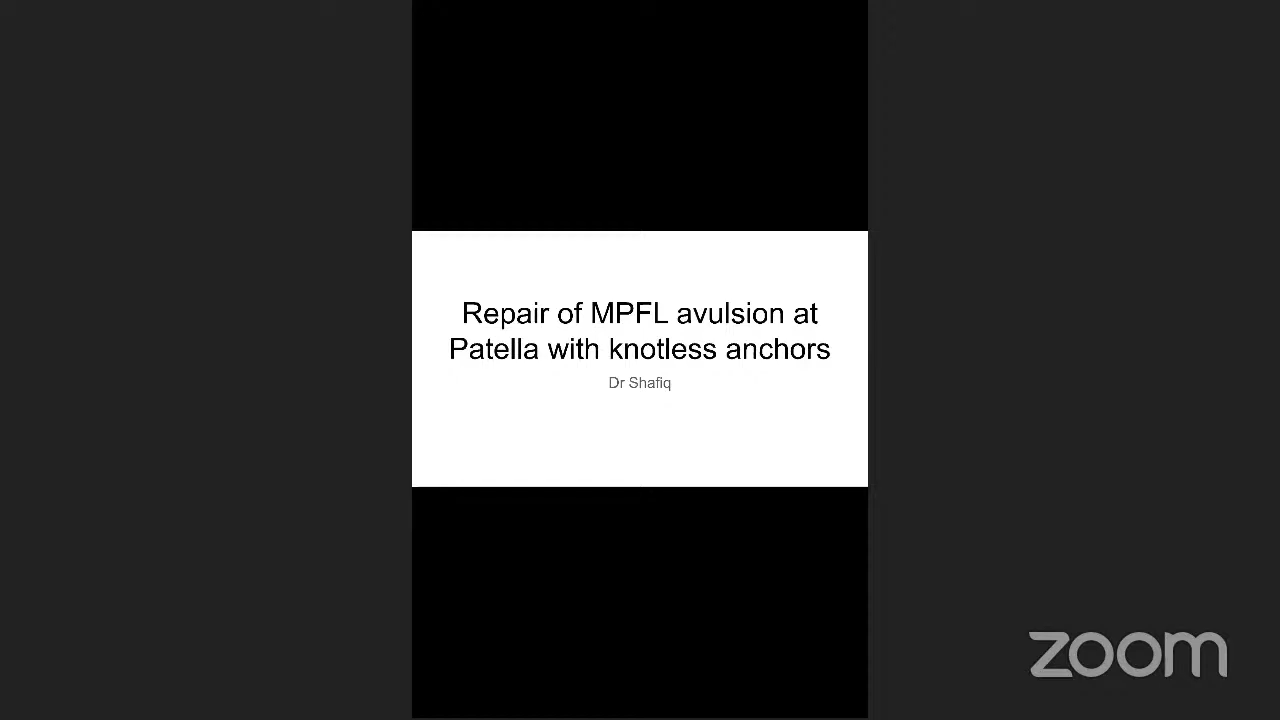 Repair of MPFL avulsion at
Patella with knotless anchors
Dr Shafiq
zoom